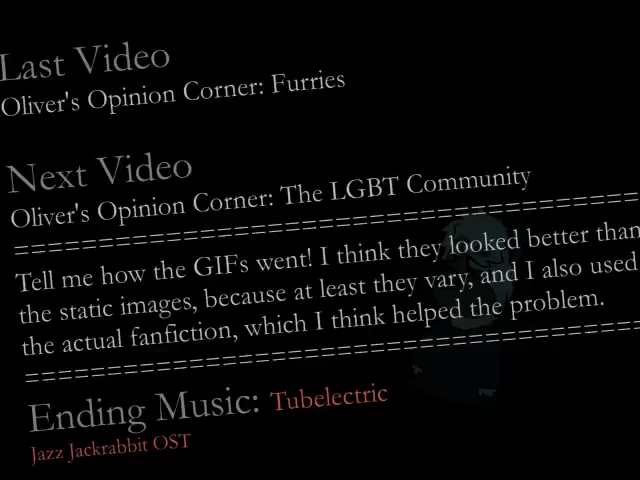 Last Video
Oliver's Opinion Corner: Furries
Next Video
Oliver's Opinion Corner: The LGBT Community
=====================================
Tell me how the GIFs went! I think they looked better than
the static images, because at least they vary, and I also used
the actual fanfiction, which I think helped the problem.
=====================================
Ending Music: Tubelectric
Jazz Jackrabbit OST